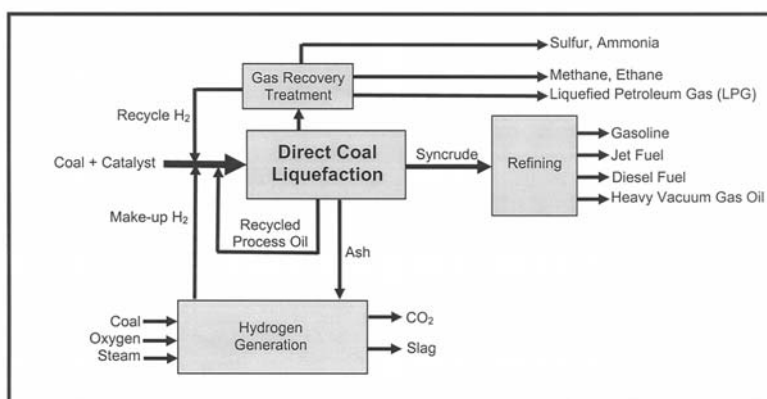 Sulfur, Ammonia
Gas Recovery
Treatment
Methane, Ethane
Liquefied Petroleum Gas (LPG)
Recycle H₂
Coal + Catalyst
Direct Coal
Liquefaction
Syncrude
Refining
Gasoline
Jet Fuel
Diesel Fuel
Heavy Vacuum Gas Oil
Make-up H₂
Recycled
Process Oil
Ash
Coal
Oxygen
Steam
Hydrogen
Generation
CO₂
Slag